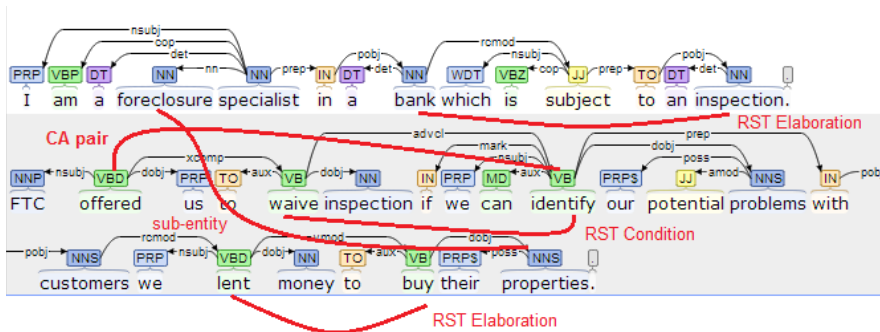 nsubj
cop
det
nn
prep
pobj
det
rcmod
nsubj
cop
prep
pobj
det
PRP VBP DT NN NN IN DT NN WDT VBZ JJ TO DT NN .
I am a foreclosure specialist in a bank which is subject to an inspection.
RST Elaboration
CA pair
advcl
prep
xcomp
mark
dobj
nsubj
poss
NNP nsubj VBD dobj PRP TO aux VB dobj NN IN PRP MD aux VB PRP$ JJ amod NNS IN pob
FTC offered us to waive inspection if we can identify our potential problems with
sub-entity
RST Condition
pobj
rcmod
vmod
dobj
NNS PRP nsubj VBD dobj NN TO aux VB PRP$ poss NNS .
customers we lent money to buy their properties.
RST Elaboration